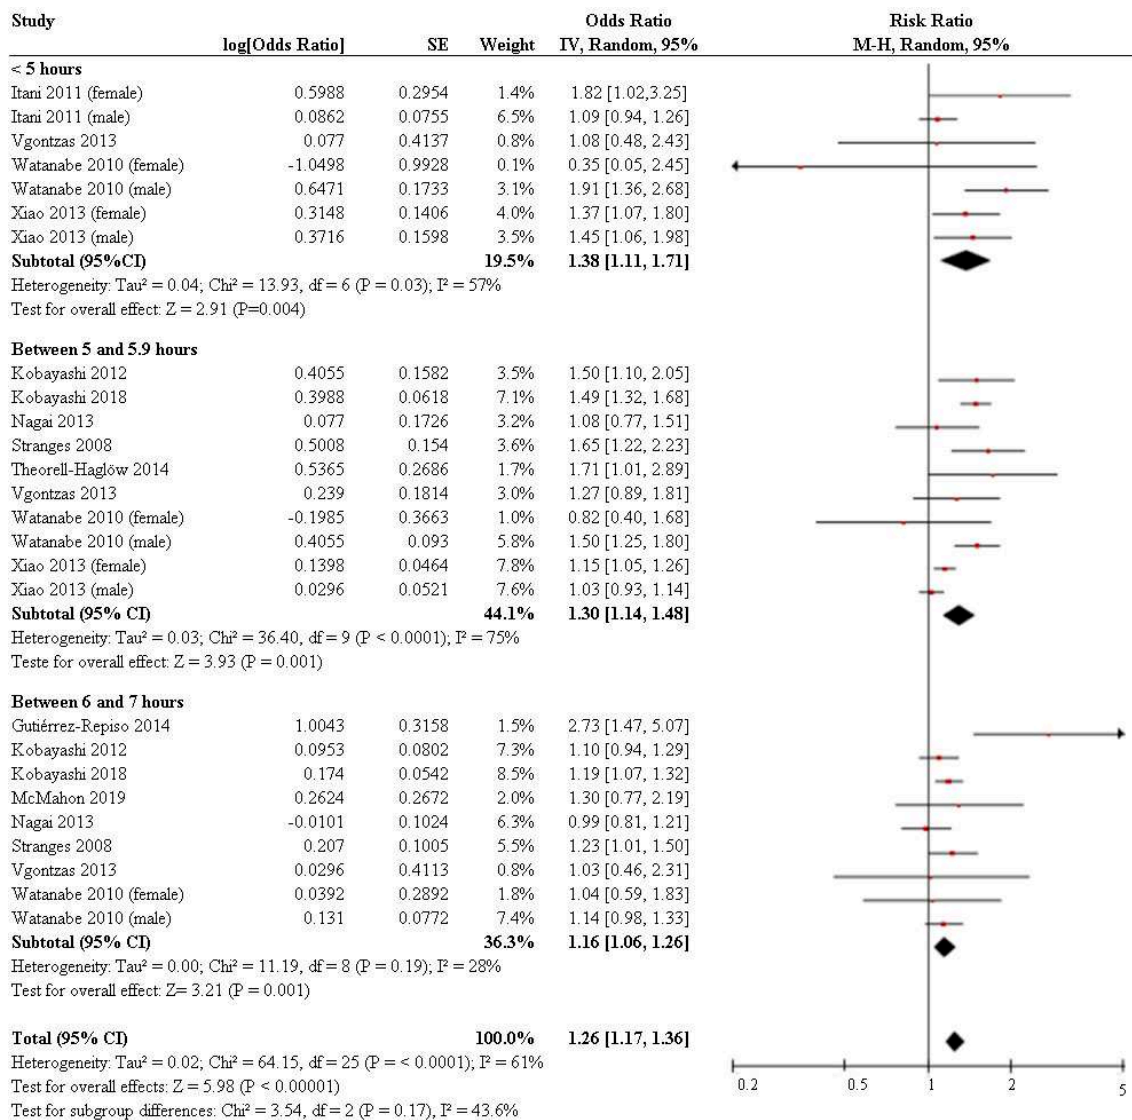 Study Odds Ratio Risk Ratio
log[Odds Ratio] SE Weight IV, Random, 95% M-H, Random, 95%
< 5 hours
Itani 2011 (female) 0.5988 0.2954 1.4% 1.82 [1.02,3.25]
Itani 2011 (male) 0.0862 0.0755 6.5% 1.09 [0.94, 1.26]
Vgontzas 2013 0.077 0.4137 0.8% 1.08 [0.48, 2.43]
Watanabe 2010 (female) -1.0498 0.9928 0.1% 0.35 [0.05, 2.45]
Watanabe 2010 (male) 0.6471 0.1733 3.1% 1.91 [1.36, 2.68]
Xiao 2013 (female) 0.3148 0.1406 4.0% 1.37 [1.07, 1.80]
Xiao 2013 (male) 0.3716 0.1598 3.5% 1.45 [1.06, 1.98]
Subtotal (95%CI) 19.5% 1.38 [1.11, 1.71]
Heterogeneity: Tau² = 0.04; Chi² = 13.93, df = 6 (P = 0.03); I² = 57%
Test for overall effect: Z = 2.91 (P=0.004)
Between 5 and 5.9 hours
Kobayashi 2012 0.4055 0.1582 3.5% 1.50 [1.10, 2.05]
Kobayashi 2018 0.3988 0.0618 7.1% 1.49 [1.32, 1.68]
Nagai 2013 0.077 0.1726 3.2% 1.08 [0.77, 1.51]
Stranges 2008 0.5008 0.154 3.6% 1.65 [1.22, 2.23]
Theorell-Haglöw 2014 0.5365 0.2686 1.7% 1.71 [1.01, 2.89]
Vgontzas 2013 0.239 0.1814 3.0% 1.27 [0.89, 1.81]
Watanabe 2010 (female) -0.1985 0.3663 1.0% 0.82 [0.40, 1.68]
Watanabe 2010 (male) 0.4055 0.093 5.8% 1.50 [1.25, 1.80]
Xiao 2013 (female) 0.1398 0.0464 7.8% 1.15 [1.05, 1.26]
Xiao 2013 (male) 0.0296 0.0521 7.6% 1.03 [0.93, 1.14]
Subtotal (95% CI) 44.1% 1.30 [1.14, 1.48]
Heterogeneity: Tau² = 0.03; Chi² = 36.40, df = 9 (P < 0.0001); I² = 75%
Teste for overall effect: Z = 3.93 (P = 0.001)
Between 6 and 7 hours
Gutiérrez-Repiso 2014 1.0043 0.3158 1.5% 2.73 [1.47, 5.07]
Kobayashi 2012 0.0953 0.0802 7.3% 1.10 [0.94, 1.29]
Kobayashi 2018 0.174 0.0542 8.5% 1.19 [1.07, 1.32]
McMahon 2019 0.2624 0.2672 2.0% 1.30 [0.77, 2.19]
Nagai 2013 -0.0101 0.1024 6.3% 0.99 [0.81, 1.21]
Stranges 2008 0.207 0.1005 5.5% 1.23 [1.01, 1.50]
Vgontzas 2013 0.0296 0.4113 0.8% 1.03 [0.46, 2.31]
Watanabe 2010 (female) 0.0392 0.2892 1.8% 1.04 [0.59, 1.83]
Watanabe 2010 (male) 0.131 0.0772 7.4% 1.14 [0.98, 1.33]
Subtotal (95% CI) 36.3% 1.16 [1.06, 1.26]
Heterogeneity: Tau² = 0.00; Chi² = 11.19, df = 8 (P = 0.19); I² = 28%
Test for overall effect: Z= 3.21 (P = 0.001)
Total (95% CI) 100.0% 1.26 [1.17, 1.36]
Heterogeneity: Tau² = 0.02; Chi² = 64.15, df = 25 (P = < 0.0001); I² = 61%
Test for overall effects: Z = 5.98 (P < 0.00001)
Test for subgroup differences: Chi² = 3.54, df = 2 (P = 0.17), I² = 43.6%
0.2 0.5 1 2 5